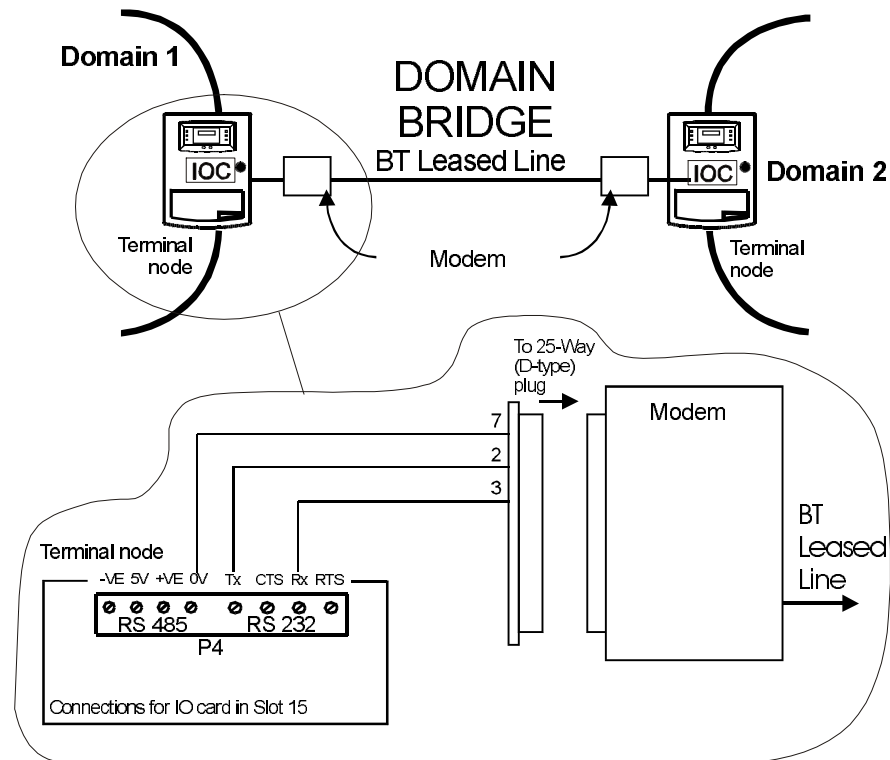 Domain 1
DOMAIN
BRIDGE
BT Leased Line
IOC
IOC
Domain 2
Terminal
node
Modem
Terminal
node
To 25-Way
(D-type)
plug
Modem
7
2
3
BT
Leased
Line
Terminal node
-VE 5V +VE 0V Tx CTS Rx RTS
RS 485 RS 232
P4
Connections for IO card in Slot 15